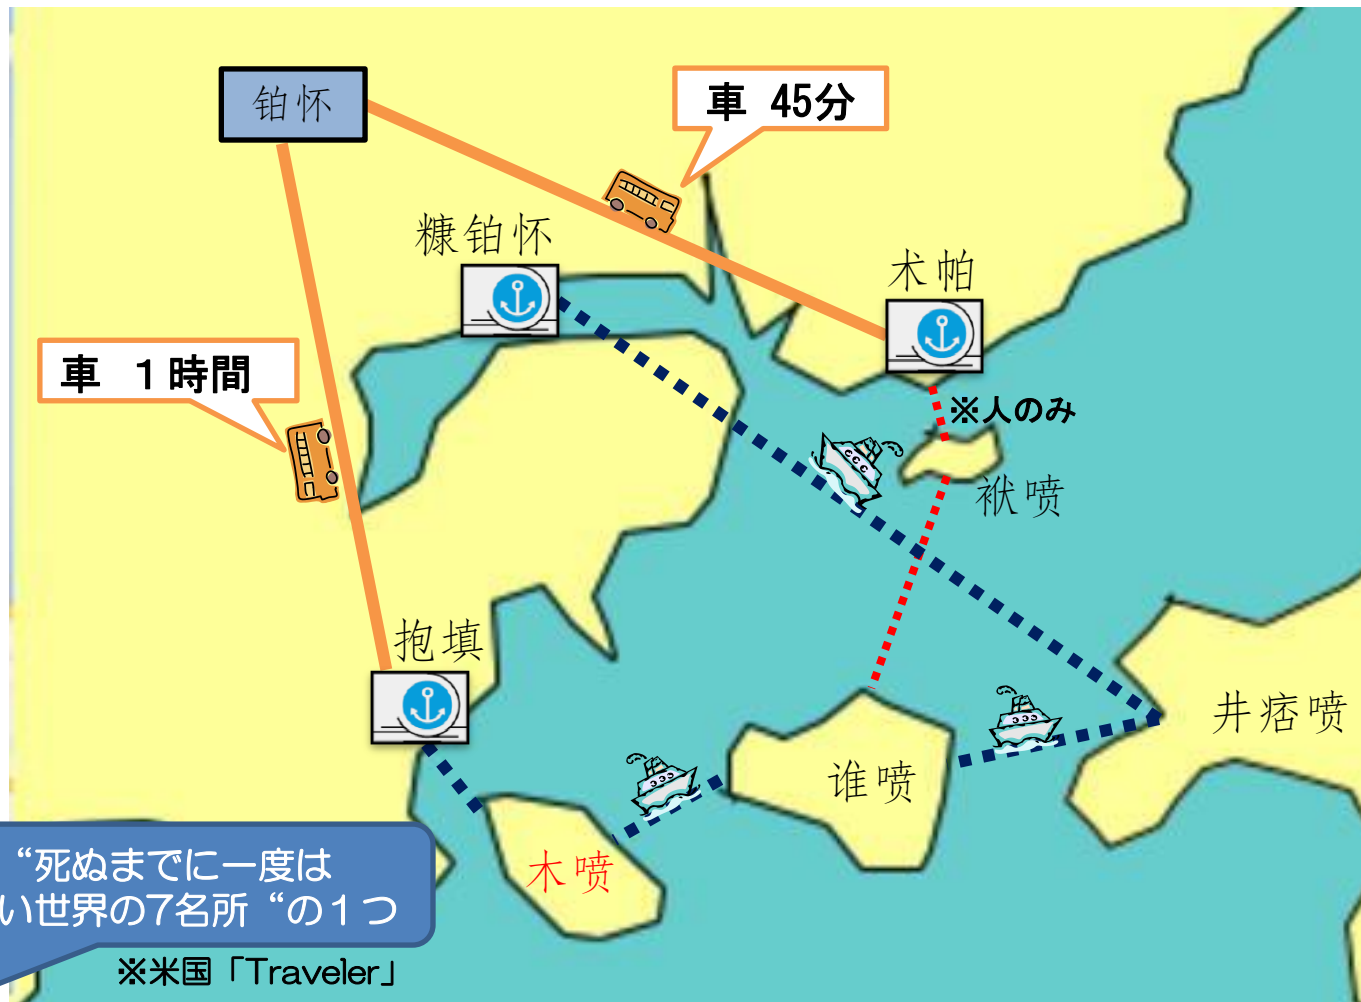 铂怀
車 45分
糠铂怀
术帕
車 １時間
※人のみ
袱喷
抱填
井痞喷
谁喷
木喷
“死ぬまでに一度は
い世界の7名所“の１つ
※米国「Traveler」